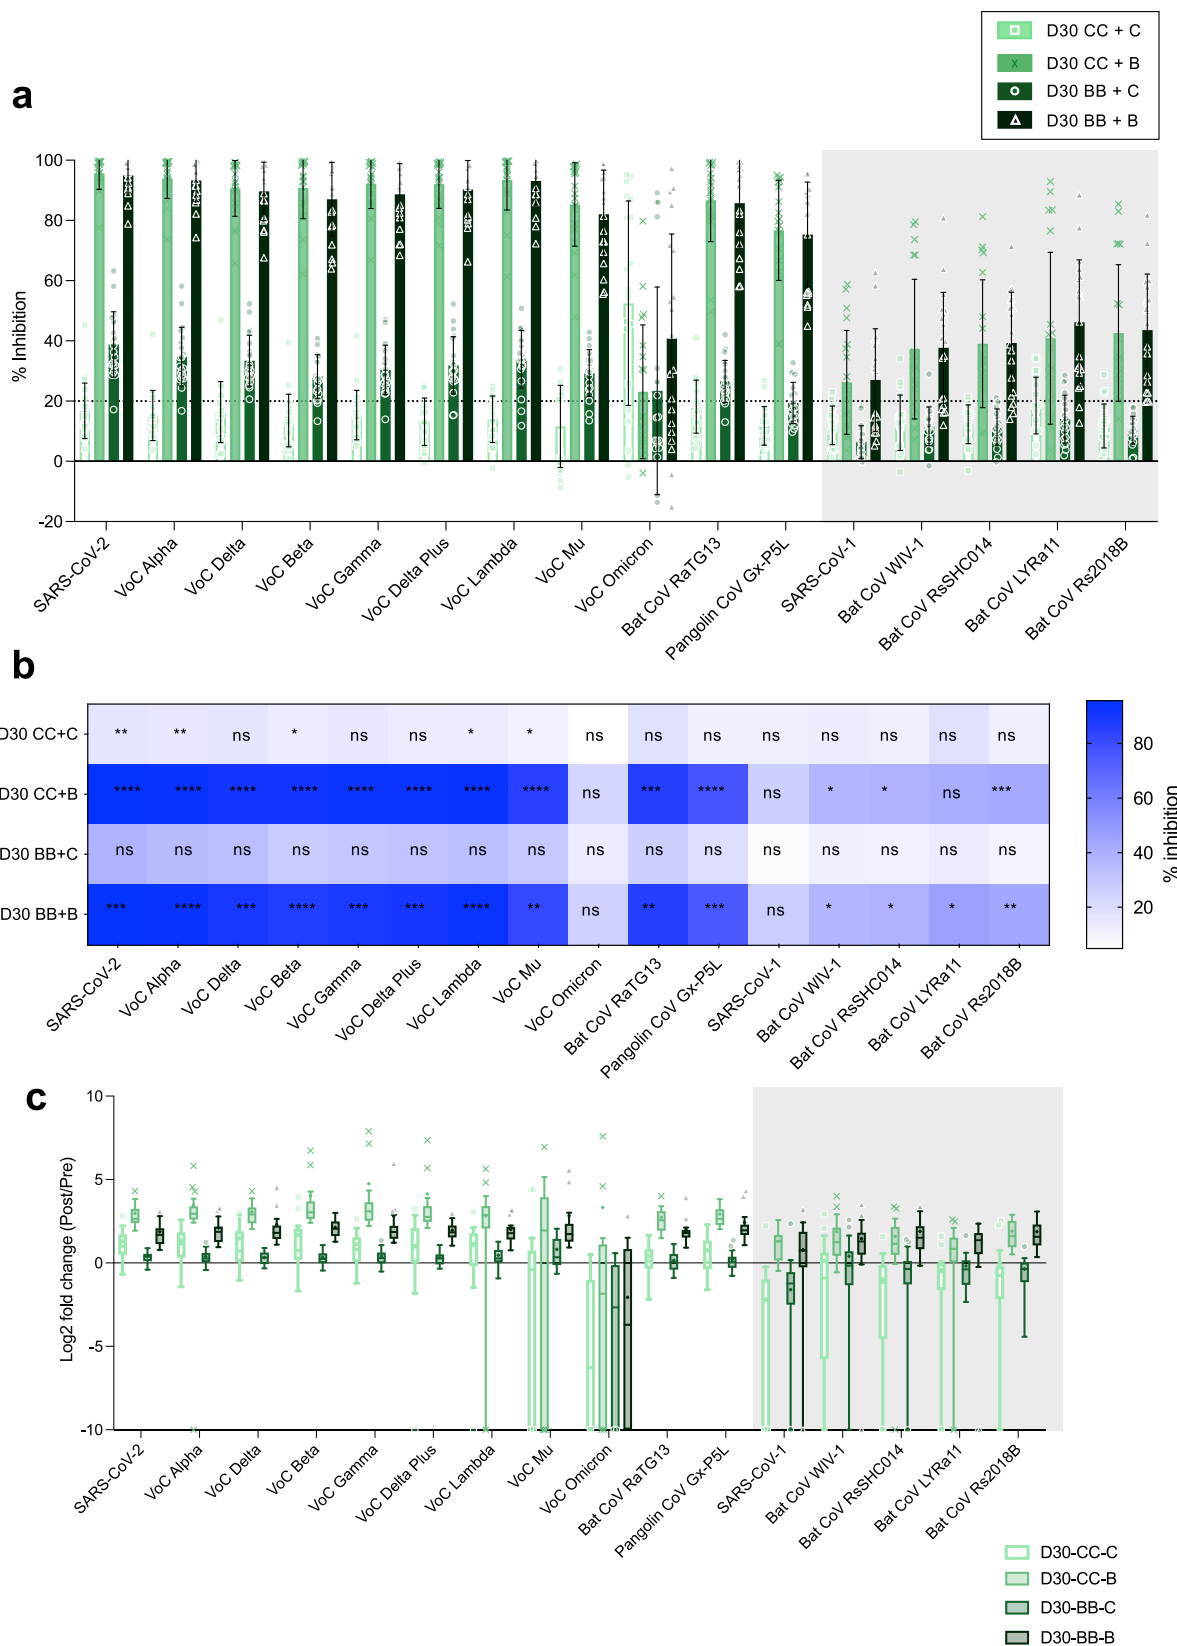 D30 CC + C
D30 CC + B
D30 BB + C
D30 BB + B
a
% Inhibition
100
80
60
40
20
0
-20
SARS-CoV-2
VoC Alpha
VoC Delta
VoC Beta
VoC Gamma
VoC Delta Plus
VoC Lambda
VoC Mu
VoC Omicron
Bat CoV RaTG13
Pangolin CoV Gx-P5L
SARS-CoV-1
Bat CoV WIV-1
Bat CoV RsSHC014
Bat CoV LYRa11
Bat CoV Rs2018B
b
D30 CC+C ** ** ns * ns ns * * ns ns ns ns ns ns ns ns
D30 CC+B **** **** **** **** **** **** **** **** ns *** **** ns * * ns ***
D30 BB+C ns ns ns ns ns ns ns ns ns ns ns ns ns ns ns ns
D30 BB+B *** **** *** **** *** *** **** ** ns ** *** ns * * * **
80
60
40
20
% inhibition
SARS-CoV-2
VoC Alpha
VoC Delta
VoC Beta
VoC Gamma
VoC Delta Plus
VoC Lambda
VoC Mu
VoC Omicron
Bat CoV RaTG13
Pangolin CoV Gx-P5L
SARS-CoV-1
Bat CoV WIV-1
Bat CoV RsSHC014
Bat CoV LYRa11
Bat CoV Rs2018B
c
Log2 fold change (Post/Pre)
10
5
0
-5
-10
SARS-CoV-2
VoC Alpha
VoC Delta
VoC Beta
VoC Gamma
VoC Delta Plus
VoC Lambda
VoC Mu
VoC Omicron
Bat CoV RaTG13
Pangolin CoV Gx-P5L
SARS-CoV-1
Bat CoV WIV-1
Bat CoV RsSHC014
Bat CoV LYRa11
Bat CoV Rs2018B
D30-CC-C
D30-CC-B
D30-BB-C
D30-BB-B